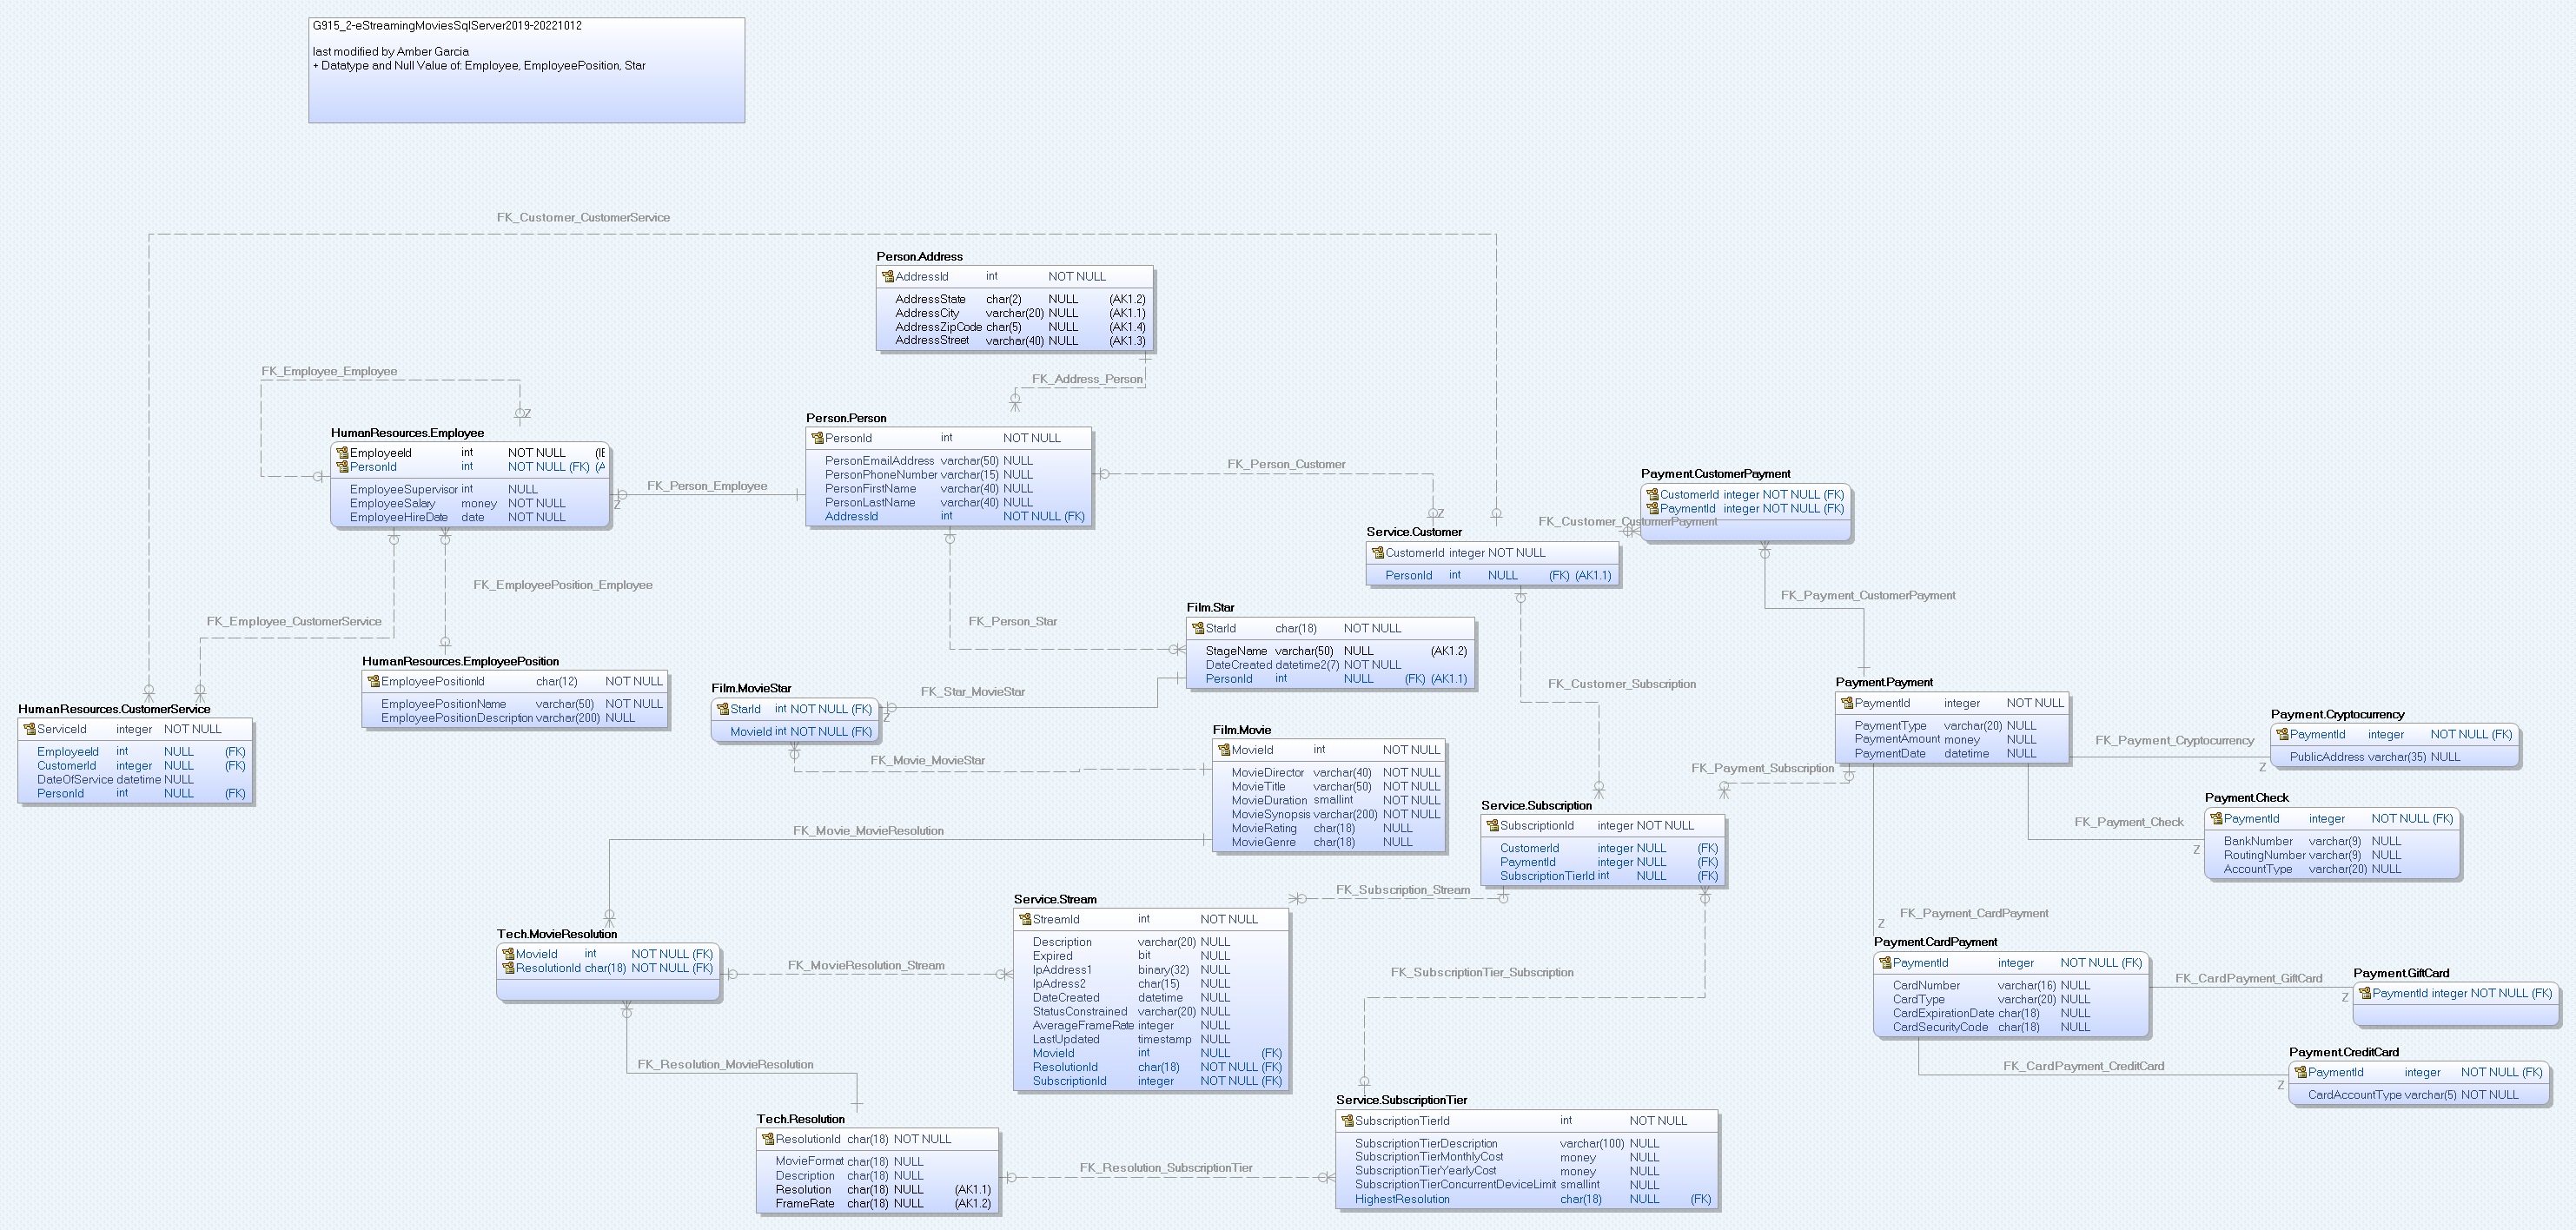 G915_2-eStreamingMoviesSqlServer2019-20221012
last modified by Amber Garcia
+ Datatype and Null Value of: Employee, EmployeePosition, Star
FK_Customer_CustomerService
Person.Address
AddressId int NOT NULL
AddressState char(2) NULL (AK1.2)
AddressCity varchar(20) NULL (AK1.1)
AddressZipCode char(5) NULL (AK1.4)
AddressStreet varchar(40) NULL (AK1.3)
FK_Employee_Employee
FK_Address_Person
Z
HumanResources.Employee
EmployeeId int NOT NULL (IE
PersonId int NOT NULL (FK) (A
EmployeeSupervisor int NULL
EmployeeSalary money NOT NULL
EmployeeHireDate date NOT NULL
FK_Person_Employee
Z
Person.Person
PersonId int NOT NULL
PersonEmailAddress varchar(50) NULL
PersonPhoneNumber varchar(15) NULL
PersonFirstName varchar(40) NULL
PersonLastName varchar(40) NULL
AddressId int NOT NULL (FK)
FK_Person_Customer
Z
Payment.CustomerPayment
CustomerId integer NOT NULL (FK)
PaymentId integer NOT NULL (FK)
FK_Customer_CustomerPayment
Service.Customer
CustomerId integer NOT NULL
PersonId int NULL (FK) (AK1.1)
FK_EmployeePosition_Employee
FK_Employee_CustomerService
FK_Person_Star
FK_Payment_CustomerPayment
Film.Star
StarId char(18) NOT NULL
StageName varchar(50) NULL (AK1.2)
DateCreated datetime2(7) NOT NULL
PersonId int NULL (FK) (AK1.1)
HumanResources.EmployeePosition
EmployeePositionId char(12) NOT NULL
EmployeePositionName varchar(50) NOT NULL
EmployeePositionDescription varchar(200) NULL
HumanResources.CustomerService
ServiceId integer NOT NULL
EmployeeId int NULL (FK)
CustomerId integer NULL (FK)
DateOfService datetime NULL
PersonId int NULL (FK)
Film.MovieStar
StarId int NOT NULL (FK)
MovieId int NOT NULL (FK)
FK_Star_MovieStar
Z
FK_Customer_Subscription
FK_Movie_MovieStar
Film.Movie
MovieId int NOT NULL
MovieDirector varchar(40) NOT NULL
MovieTitle varchar(50) NOT NULL
MovieDuration smallint NOT NULL
MovieSynopsis varchar(200) NOT NULL
MovieRating char(18) NULL
MovieGenre char(18) NULL
Payment.Payment
PaymentId integer NOT NULL
PaymentType varchar(20) NULL
PaymentAmount money NULL
PaymentDate datetime NULL
FK_Payment_Cryptocurrency
Z
Payment.Cryptocurrency
PaymentId integer NOT NULL (FK)
PublicAddress varchar(35) NULL
FK_Payment_Subscription
Payment.Check
PaymentId integer NOT NULL (FK)
BankNumber varchar(9) NULL
RoutingNumber varchar(9) NULL
AccountType varchar(20) NULL
FK_Payment_Check
Z
Service.Subscription
SubscriptionId integer NOT NULL
CustomerId integer NULL (FK)
PaymentId integer NULL (FK)
SubscriptionTierId int NULL (FK)
FK_Movie_MovieResolution
FK_Subscription_Stream
Service.Stream
StreamId int NOT NULL
Description varchar(20) NULL
Expired bit NULL
IpAddress1 binary(32) NULL
IpAdress2 char(15) NULL
DateCreated datetime NULL
StatusConstrained varchar(20) NULL
AverageFrameRate integer NULL
LastUpdated timestamp NULL
MovieId int NULL (FK)
ResolutionId char(18) NOT NULL (FK)
SubscriptionId integer NOT NULL (FK)
Tech.MovieResolution
MovieId int NOT NULL (FK)
ResolutionId char(18) NOT NULL (FK)
FK_MovieResolution_Stream
FK_SubscriptionTier_Subscription
FK_Payment_CardPayment
Z
Payment.CardPayment
PaymentId integer NOT NULL (FK)
CardNumber varchar(16) NULL
CardType varchar(20) NULL
CardExpirationDate char(18) NULL
CardSecurityCode char(18) NULL
FK_CardPayment_GiftCard
Z
Payment.GiftCard
PaymentId integer NOT NULL (FK)
FK_CardPayment_CreditCard
Z
Payment.CreditCard
PaymentId integer NOT NULL (FK)
CardAccountType varchar(5) NOT NULL
FK_Resolution_MovieResolution
Tech.Resolution
ResolutionId char(18) NOT NULL
MovieFormat char(18) NULL
Description char(18) NULL
Resolution char(18) NULL (AK1.1)
FrameRate char(18) NULL (AK1.2)
FK_Resolution_SubscriptionTier
Service.SubscriptionTier
SubscriptionTierId int NOT NULL
SubscriptionTierDescription varchar(100) NULL
SubscriptionTierMonthlyCost money NULL
SubscriptionTierYearlyCost money NULL
SubscriptionTierConcurrentDeviceLimit smallint NULL
HighestResolution char(18) NULL (FK)